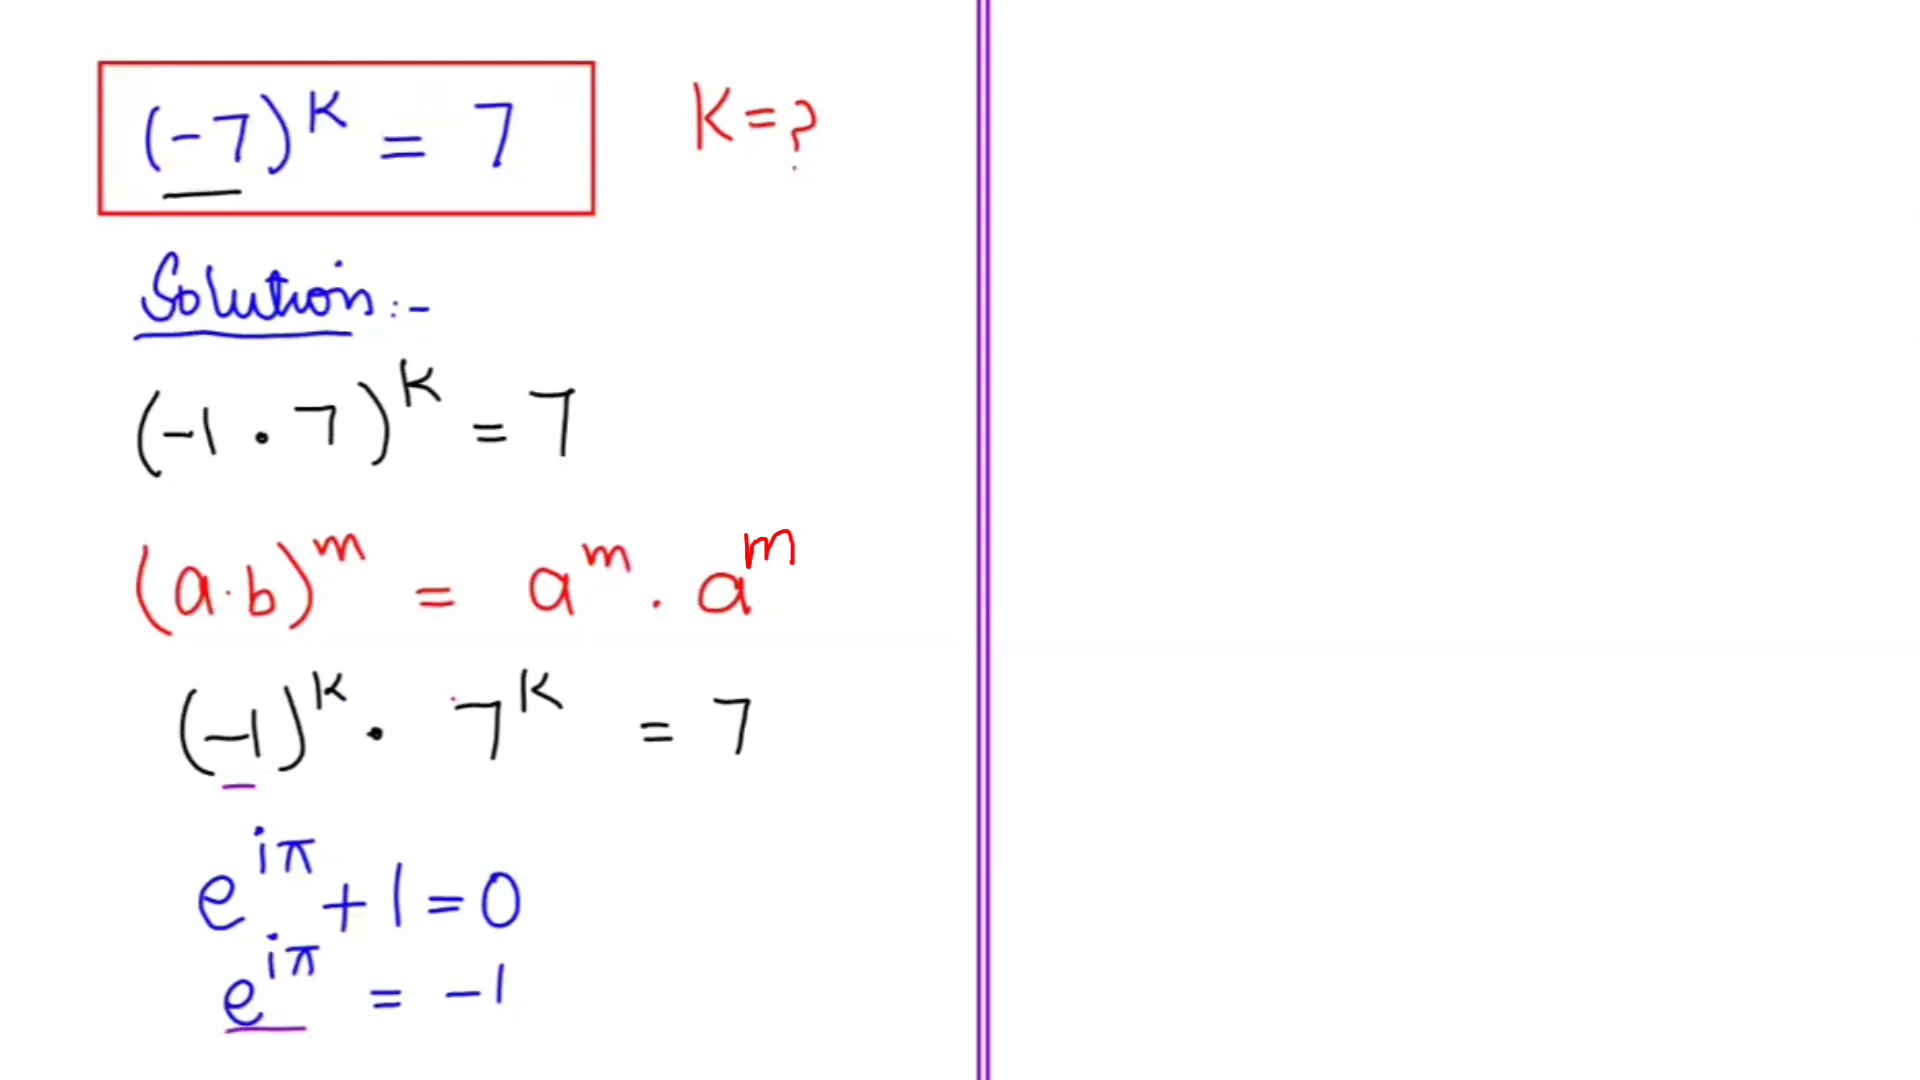 (-7)^K = 7 K = ?
Solution:-
(-1 · 7)^K = 7
(a·b)^m = a^m · a^m
(-1)^K · 7^K = 7
e^iπ + 1 = 0
e^iπ = -1